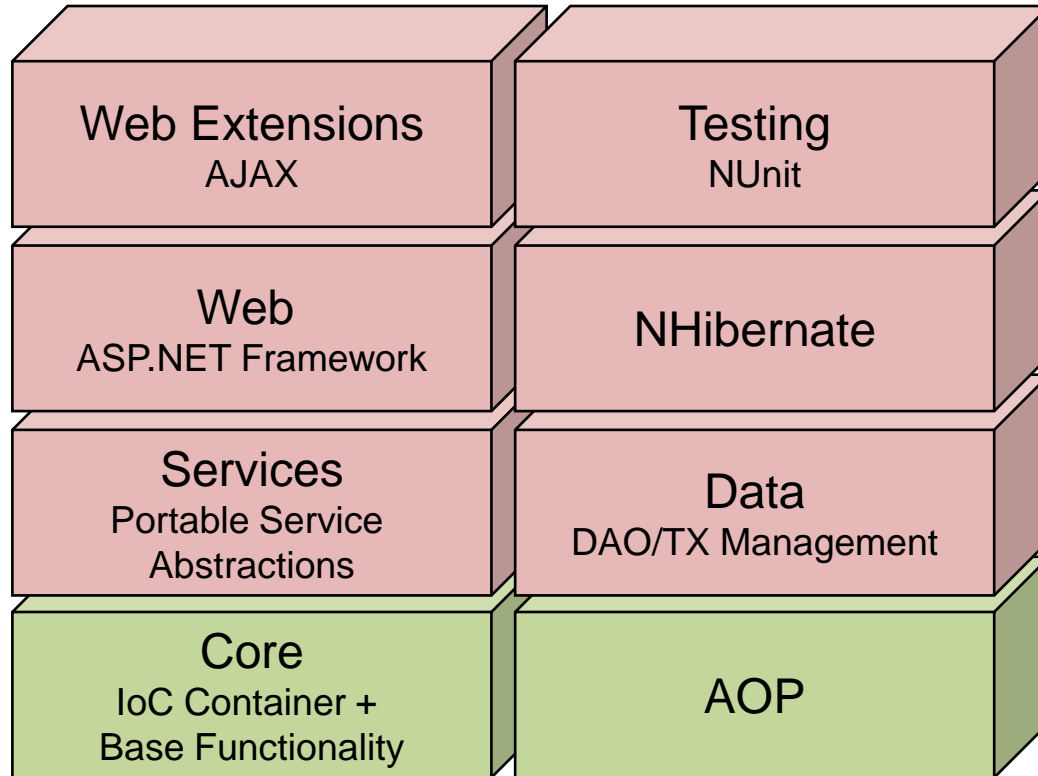 Web Extensions
AJAX
Testing
NUnit
Web
ASP.NET Framework
NHibernate
Services
Portable Service
Abstractions
Data
DAO/TX Management
Core
IoC Container +
Base Functionality
AOP